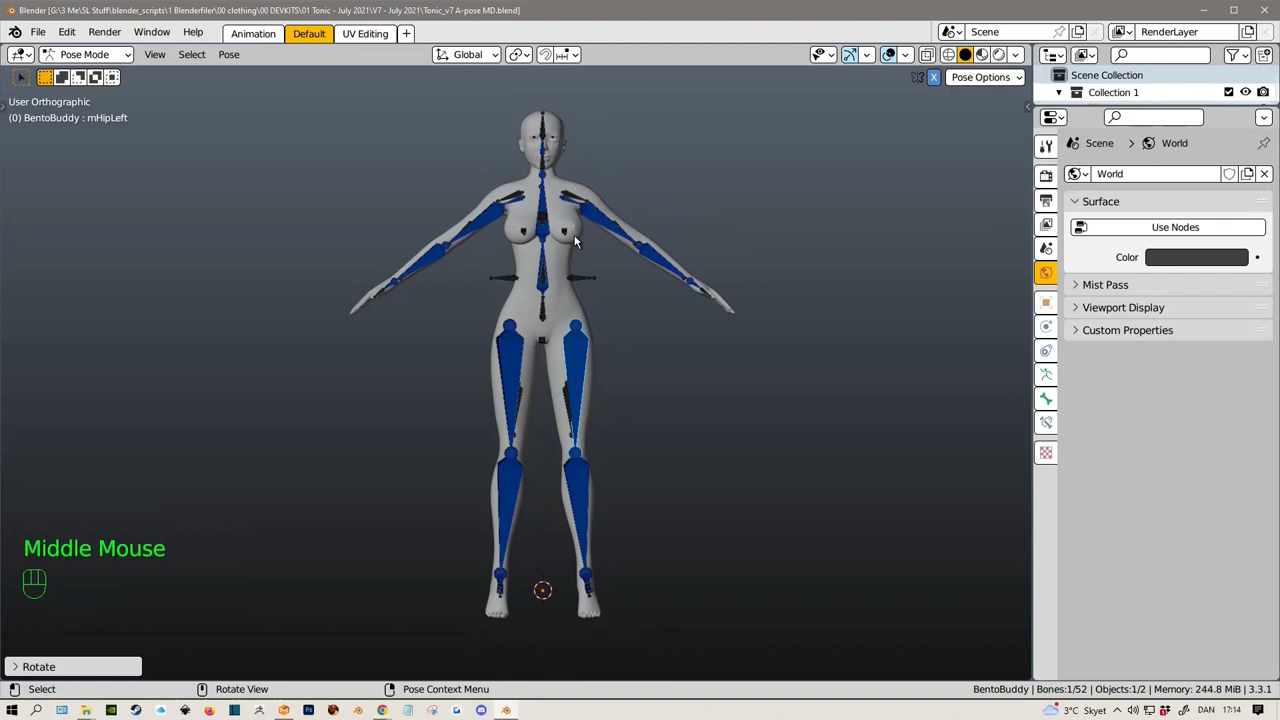 Blender [G:\3 Me\SL Stuff\blender_scripts\1 Blenderfiler\00 clothing\00 DEVKITS\01 Tonic - July 2021\V7 - July 2021\Tonic_v7 A-pose MD.blend]
File Edit Render Window Help Animation Default UV Editing + Scene RenderLayer
Pose Mode View Select Pose Global
X Pose Options
Scene Collection
Collection 1
User Orthographic
(0) BentoBuddy : mHipLeft
Scene World
World
Surface
Use Nodes
Color
Mist Pass
Viewport Display
Custom Properties
Middle Mouse
Rotate
Select Rotate View Pose Context Menu BentoBuddy | Bones:1/52 | Objects:1/2 | Memory: 244.8 MiB | 3.3.1
3°C Skyet DAN 17:14